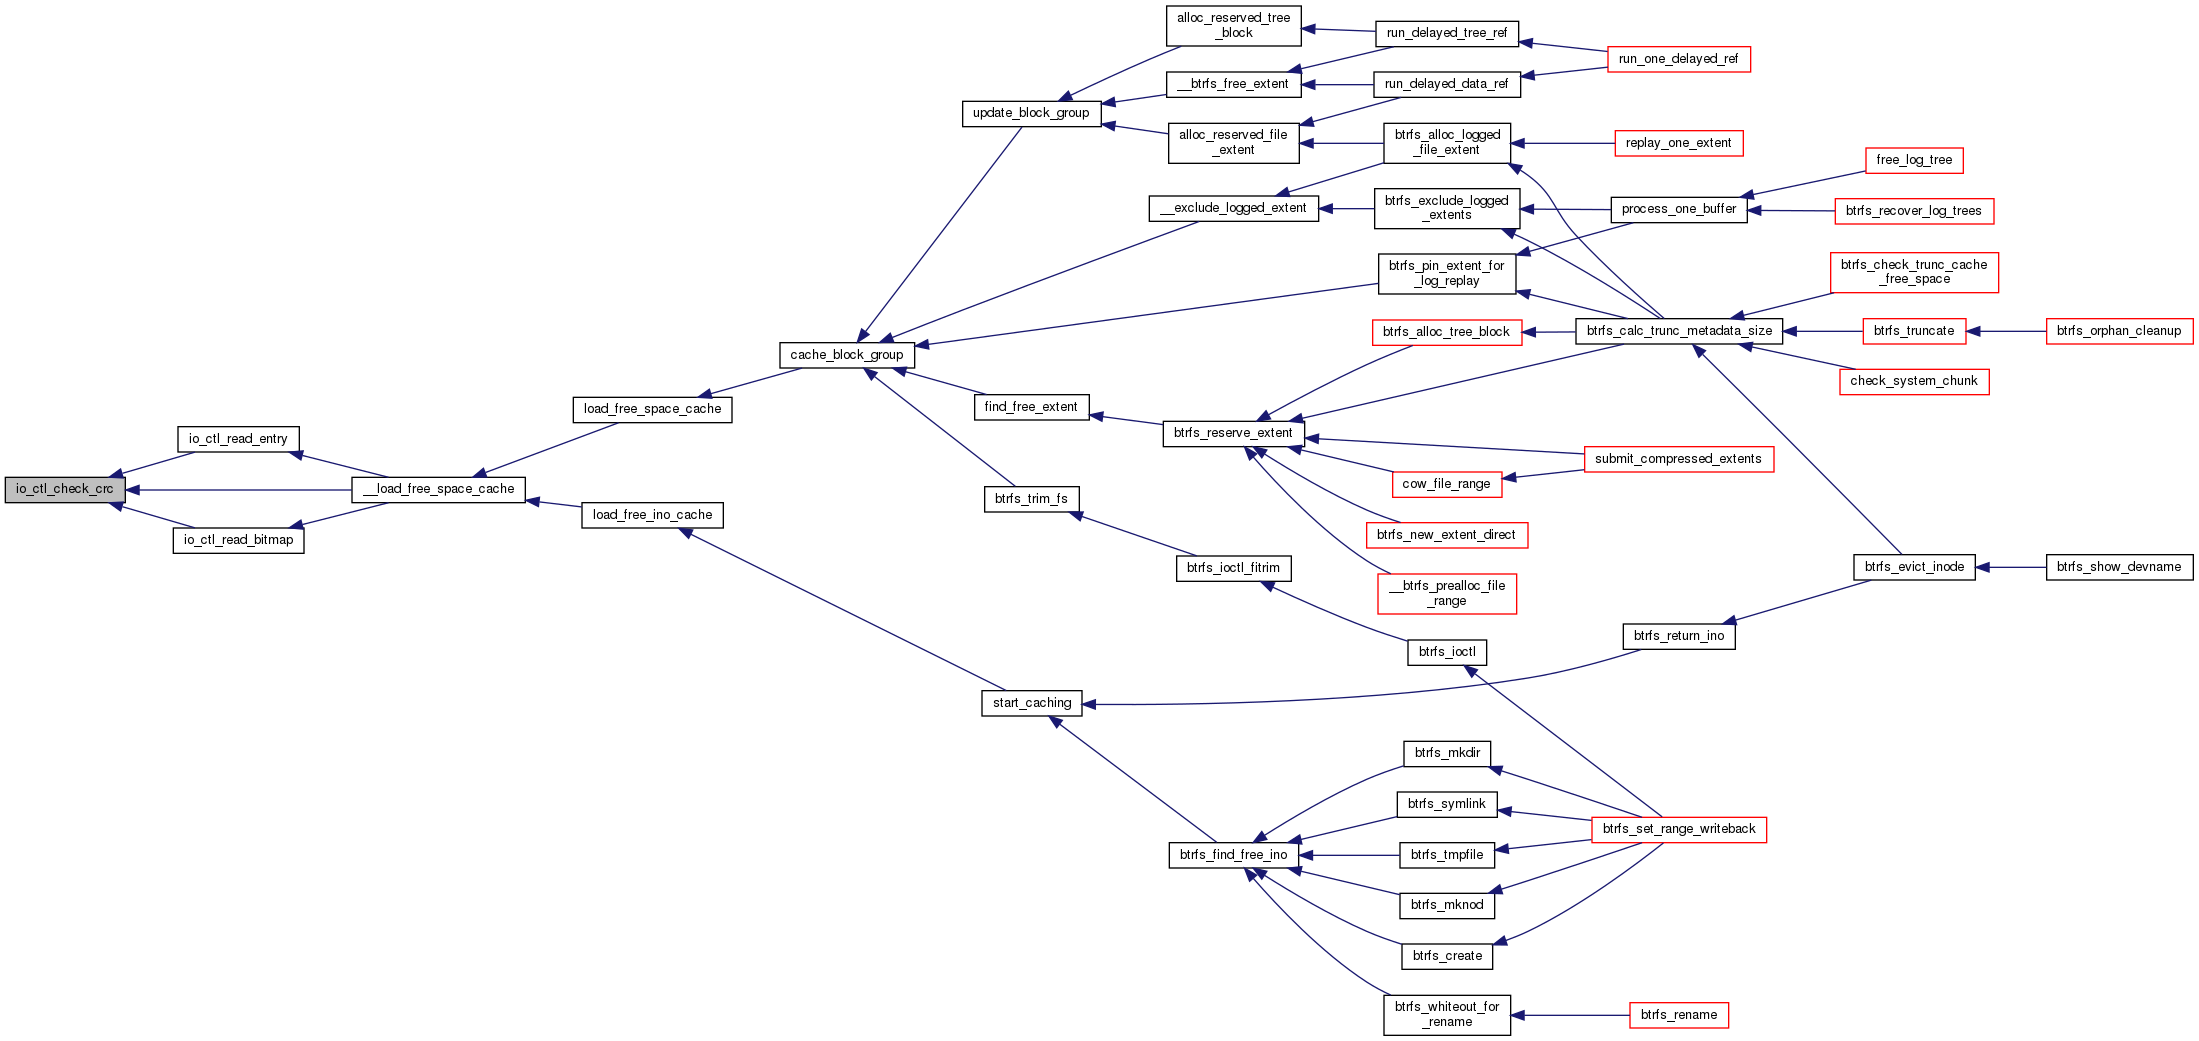 alloc_reserved_tree
_block
run_delayed_tree_ref
run_one_delayed_ref
__btrfs_free_extent
run_delayed_data_ref
update_block_group
alloc_reserved_file
_extent
btrfs_alloc_logged
_file_extent
replay_one_extent
free_log_tree
__exclude_logged_extent
btrfs_exclude_logged
_extents
process_one_buffer
btrfs_recover_log_trees
btrfs_pin_extent_for
_log_replay
btrfs_check_trunc_cache
_free_space
btrfs_alloc_tree_block
btrfs_calc_trunc_metadata_size
btrfs_truncate
btrfs_orphan_cleanup
cache_block_group
check_system_chunk
load_free_space_cache
find_free_extent
btrfs_reserve_extent
io_ctl_read_entry
submit_compressed_extents
io_ctl_check_crc
__load_free_space_cache
cow_file_range
btrfs_trim_fs
load_free_ino_cache
btrfs_new_extent_direct
io_ctl_read_bitmap
btrfs_ioctl_fitrim
btrfs_evict_inode
btrfs_show_devname
__btrfs_prealloc_file
_range
btrfs_return_ino
btrfs_ioctl
start_caching
btrfs_mkdir
btrfs_symlink
btrfs_set_range_writeback
btrfs_find_free_ino
btrfs_tmpfile
btrfs_mknod
btrfs_create
btrfs_whiteout_for
_rename
btrfs_rename